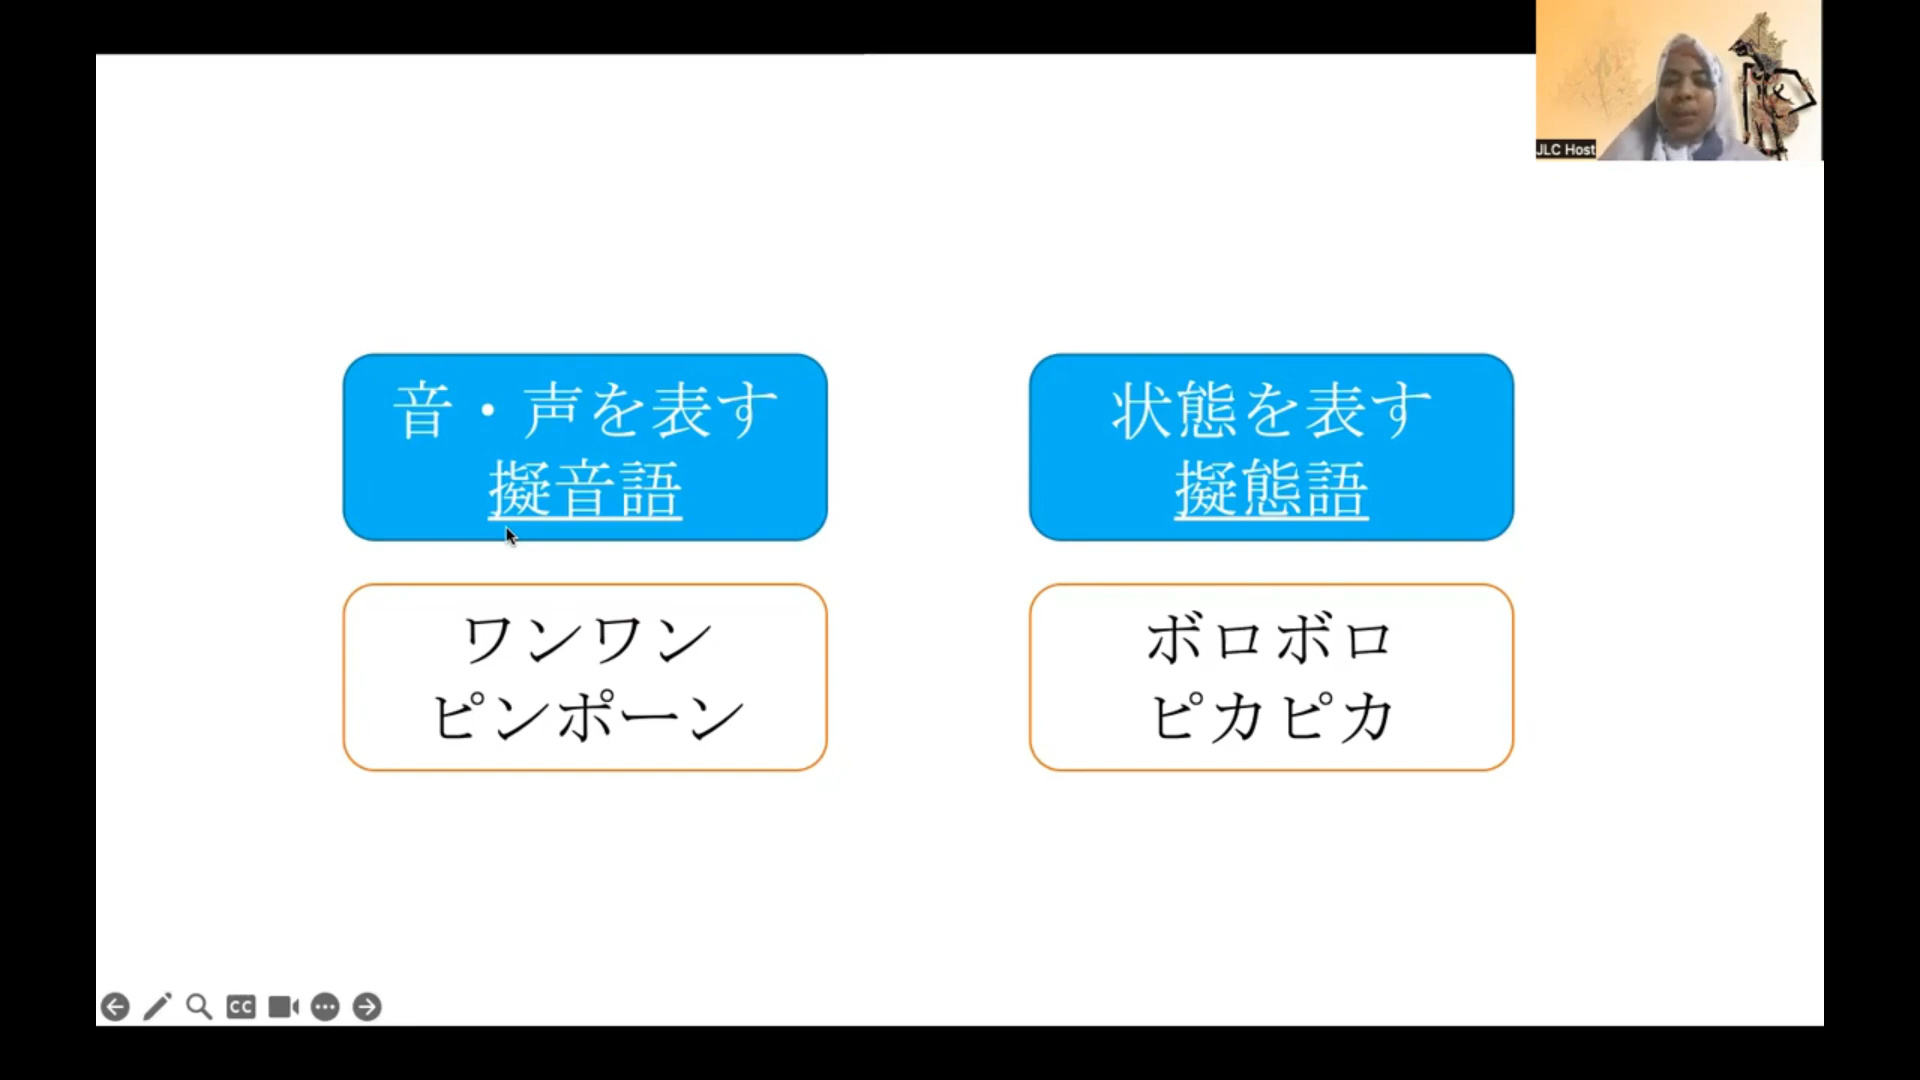 JLC Host
音・声を表す
擬音語
状態を表す
擬態語
ワンワン
ピンポーン
ボロボロ
ピカピカ
CC